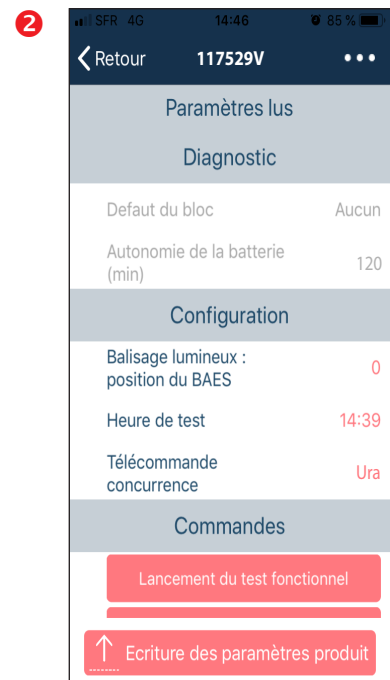 2
SFR 4G 14:46 85 %
Retour 117529V
Paramètres lus
Diagnostic
Defaut du bloc Aucun
Autonomie de la batterie
(min) 120
Configuration
Balisage lumineux :
position du BAES 0
Heure de test 14:39
Télécommande
concurrence Ura
Commandes
Lancement du test fonctionnel
Ecriture des paramètres produit